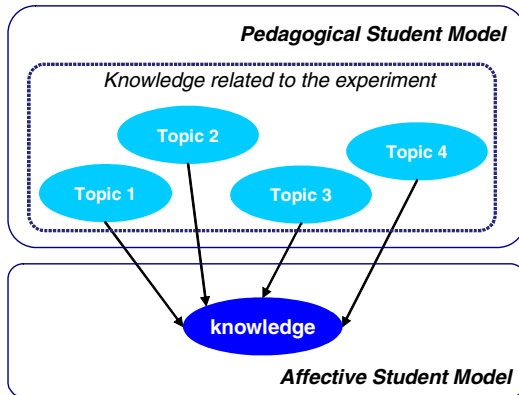 Pedagogical Student Model
Knowledge related to the experiment
Topic 2
Topic 4
Topic 1
Topic 3
knowledge
Affective Student Model